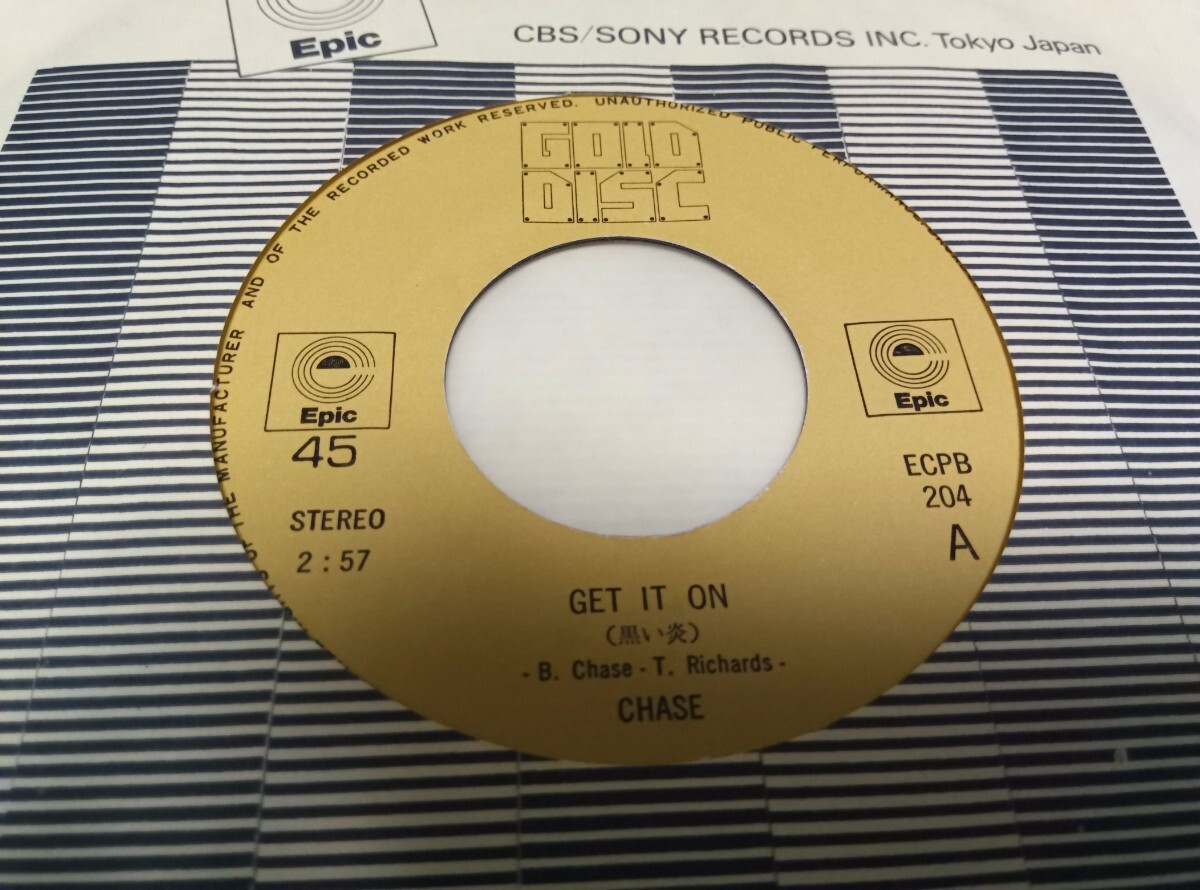 Epic
CBS/SONY RECORDS INC. Tokyo Japan
OF THE MANUFACTURER AND OF THE RECORDED WORK RESERVED. UNAUTHORIZED PUBLIC PERFORMANCE
GOLD
DISC
Epic
45
STEREO
2:57
Epic
ECPB
204
A
GET IT ON
(黒い炎)
- B. Chase - T. Richards -
CHASE